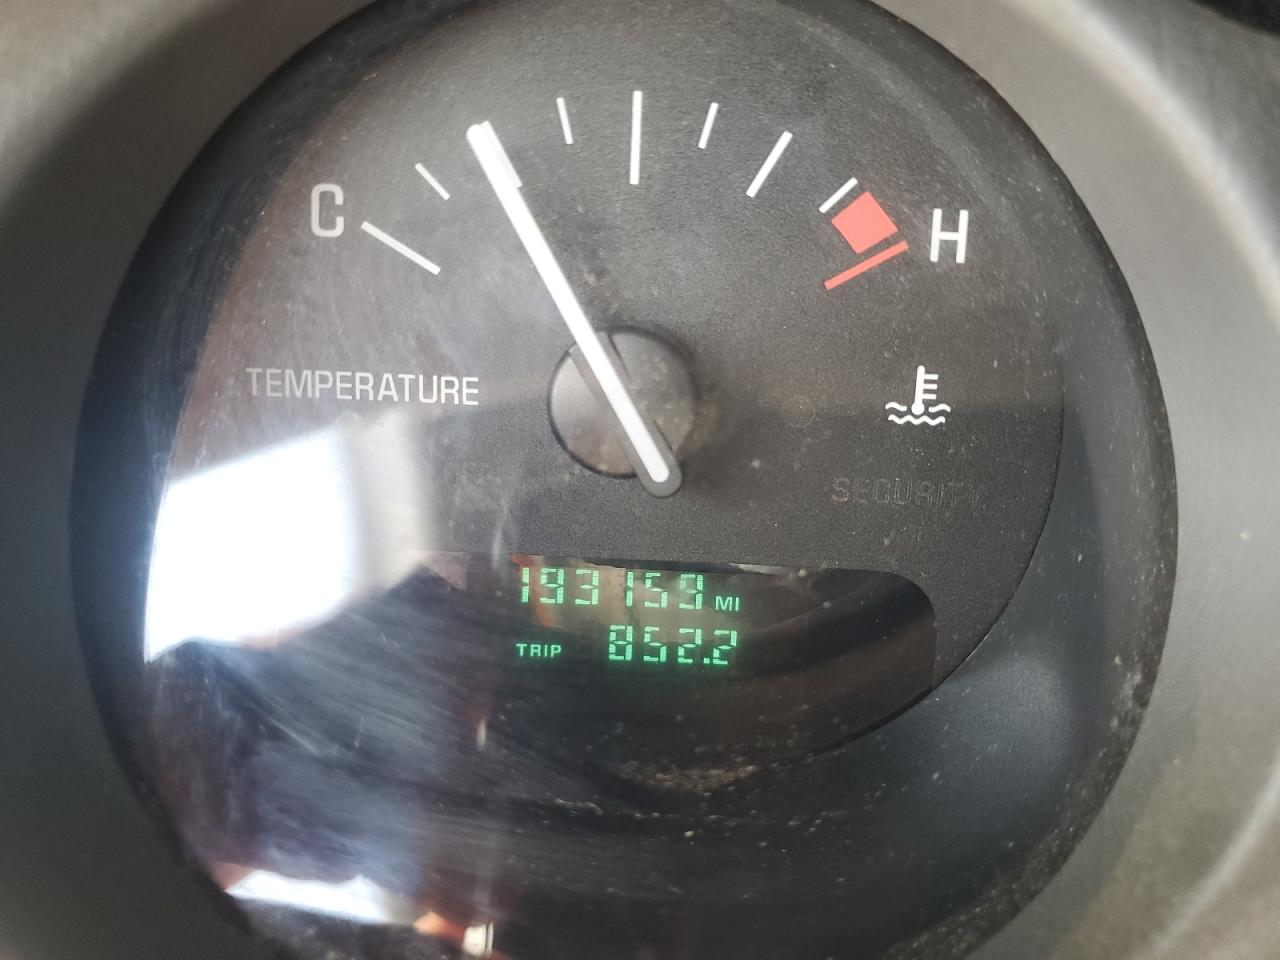 C
H
TEMPERATURE
SECURITY
193159 MI
TRIP 852.2